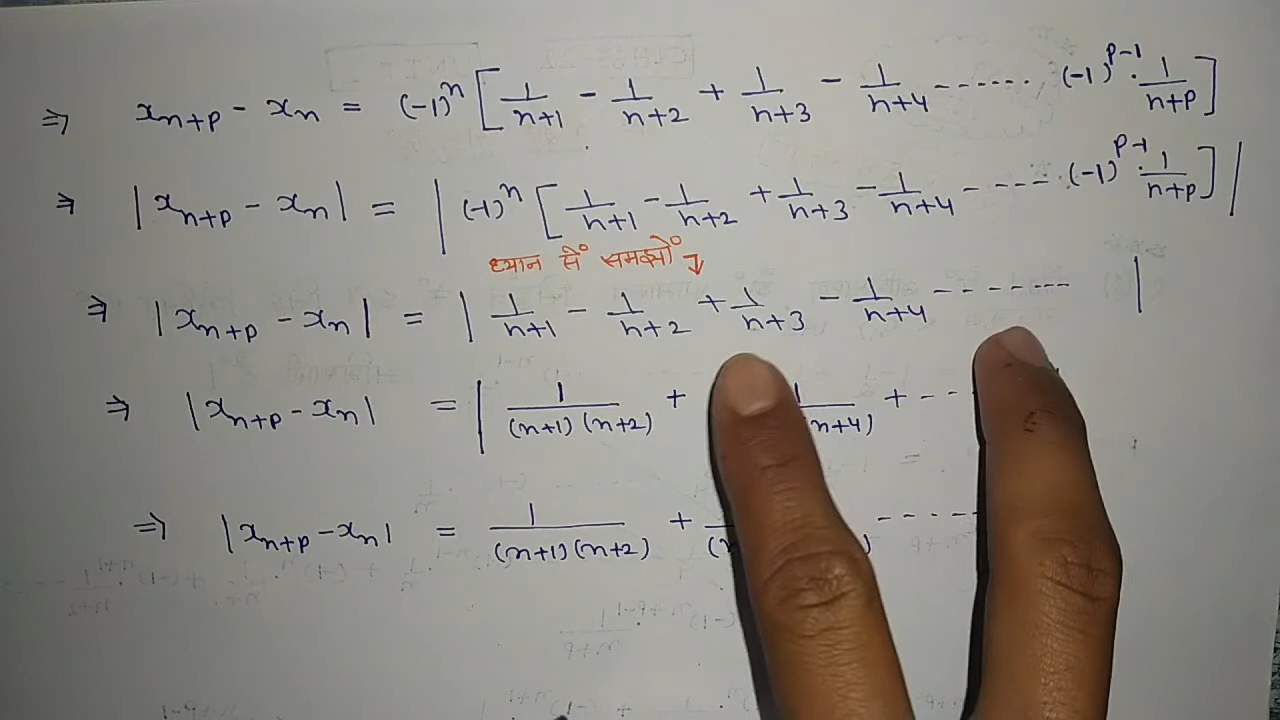 ⇒ x_{n+p} - x_n = (-1)^n [ 1/(n+1) - 1/(n+2) + 1/(n+3) - 1/(n+4) ------- (-1)^{p-1} · 1/(n+p) ]
⇒ |x_{n+p} - x_n| = | (-1)^n [ 1/(n+1) - 1/(n+2) + 1/(n+3) - 1/(n+4) ----- (-1)^{p-1} · 1/(n+p) ] |
ध्यान से समझो ↓
⇒ |x_{n+p} - x_n| = | 1/(n+1) - 1/(n+2) + 1/(n+3) - 1/(n+4) ------- |
⇒ |x_{n+p} - x_n| = | 1/((n+1)(n+2)) + (n+4) + ---
⇒ |x_{n+p} - x_n| = 1/((n+1)(n+2)) + -----